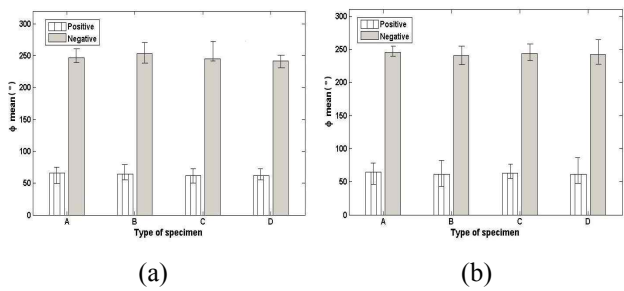 300
250
200
150
100
50
0
ϕ mean (°)
Positive
Negative
A B C D
Type of specimen
(a)
300
250
200
150
100
50
0
ϕ mean (°)
Positive
Negative
A B C D
Type of specimen
(b)